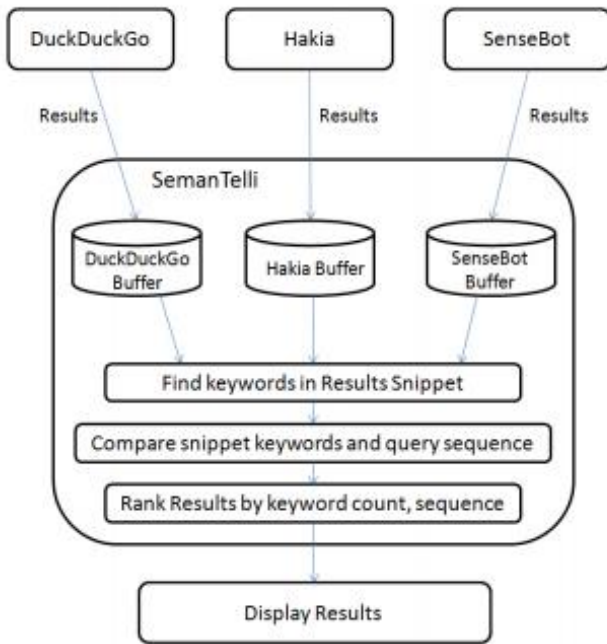 DuckDuckGo
Hakia
SenseBot
Results
Results
Results
SemanTelli
DuckDuckGo
Buffer
Hakia Buffer
SenseBot
Buffer
Find keywords in Results Snippet
Compare snippet keywords and query sequence
Rank Results by keyword count, sequence
Display Results